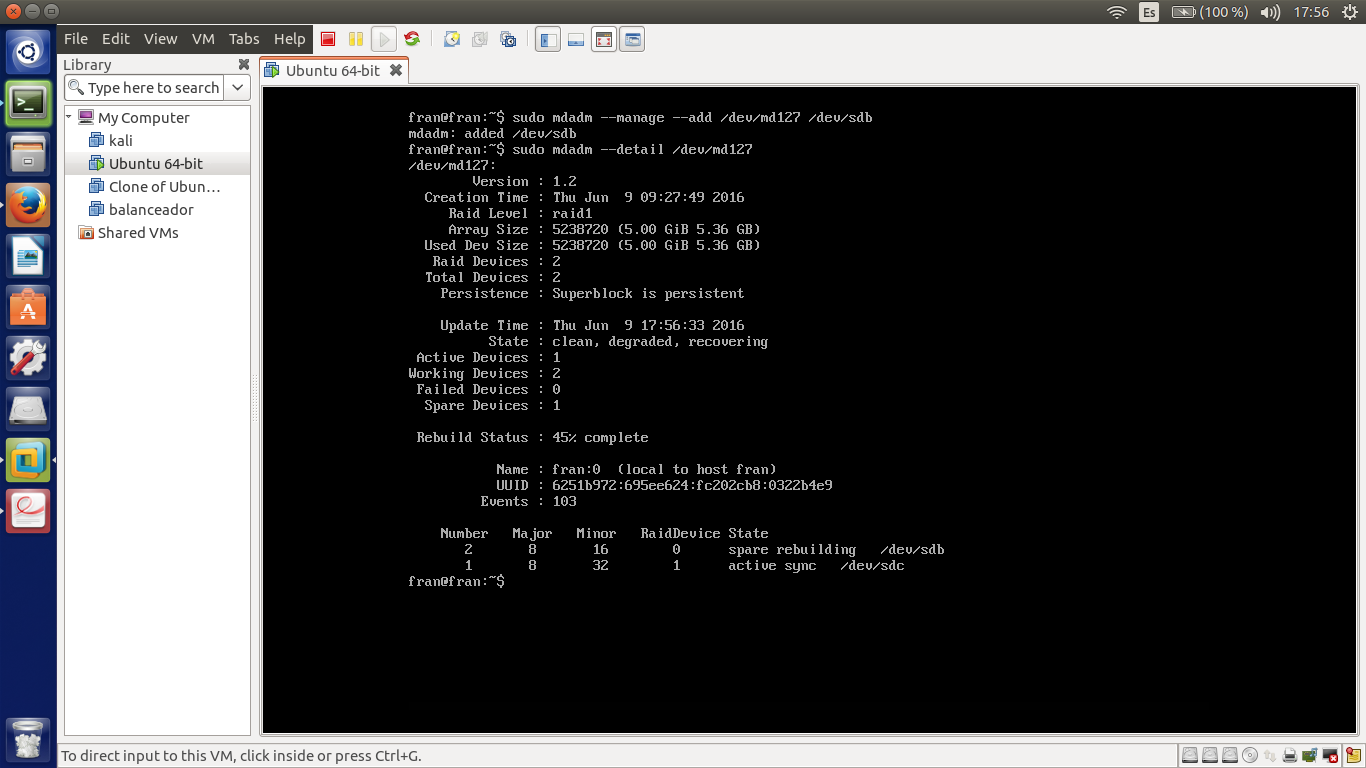 Es (100 %) 17:56
File Edit View VM Tabs Help
Library
Type here to search
My Computer
kali
Ubuntu 64-bit
Clone of Ubun...
balanceador
Shared VMs
Ubuntu 64-bit
fran@fran:~$ sudo mdadm --manage --add /dev/md127 /dev/sdb
mdadm: added /dev/sdb
fran@fran:~$ sudo mdadm --detail /dev/md127
/dev/md127:
Version : 1.2
Creation Time : Thu Jun  9 09:27:49 2016
Raid Level : raid1
Array Size : 5238720 (5.00 GiB 5.36 GB)
Used Dev Size : 5238720 (5.00 GiB 5.36 GB)
Raid Devices : 2
Total Devices : 2
Persistence : Superblock is persistent
Update Time : Thu Jun  9 17:56:33 2016
State : clean, degraded, recovering
Active Devices : 1
Working Devices : 2
Failed Devices : 0
Spare Devices : 1
Rebuild Status : 45% complete
Name : fran:0  (local to host fran)
UUID : 6251b972:695ee624:fc202cb8:0322b4e9
Events : 103
Number   Major   Minor   RaidDevice State
2   8   16   0   spare rebuilding   /dev/sdb
1   8   32   1   active sync   /dev/sdc
fran@fran:~$
To direct input to this VM, click inside or press Ctrl+G.